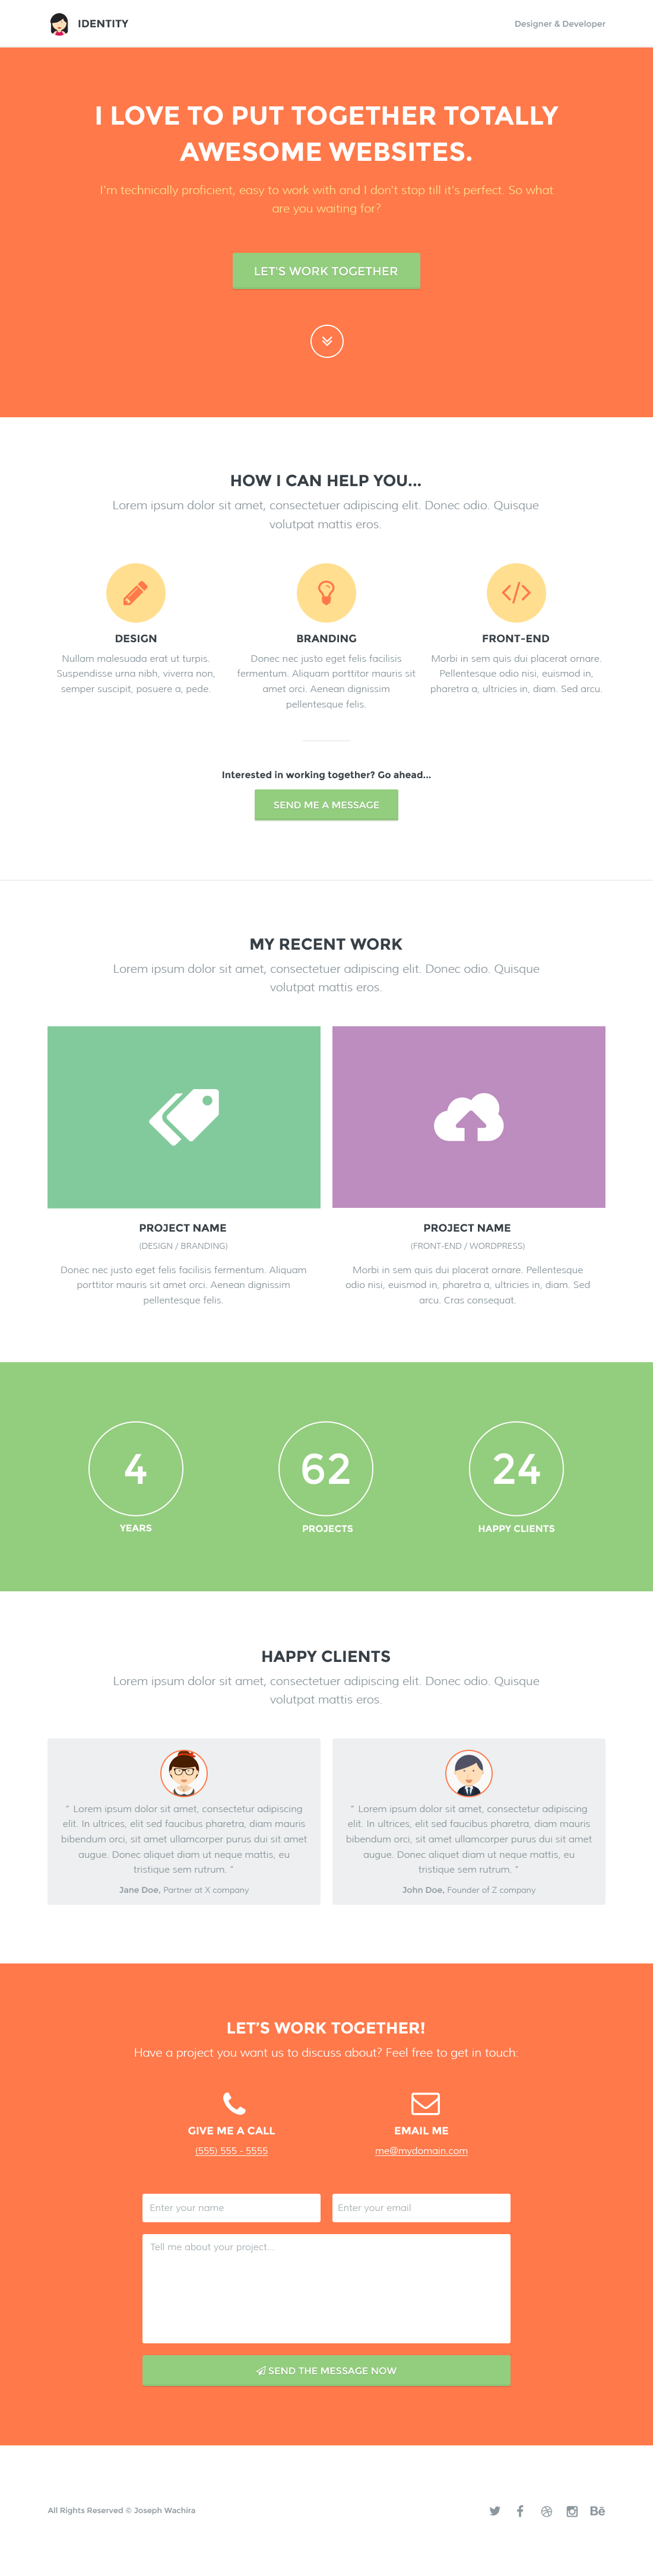 IDENTITY
Designer & Developer
I LOVE TO PUT TOGETHER TOTALLY
AWESOME WEBSITES.
I'm technically proficient, easy to work with and I don't stop till it's perfect. So what
are you waiting for?
LET'S WORK TOGETHER
HOW I CAN HELP YOU...
Lorem ipsum dolor sit amet, consectetuer adipiscing elit. Donec odio. Quisque
volutpat mattis eros.
DESIGN
Nullam malesuada erat ut turpis.
Suspendisse urna nibh, viverra non,
semper suscipit, posuere a, pede.
BRANDING
Donec nec justo eget felis facilisis
fermentum. Aliquam porttitor mauris sit
amet orci. Aenean dignissim
pellentesque felis.
FRONT-END
Morbi in sem quis dui placerat ornare.
Pellentesque odio nisi, euismod in,
pharetra a, ultricies in, diam. Sed arcu.
Interested in working together? Go ahead...
SEND ME A MESSAGE
MY RECENT WORK
Lorem ipsum dolor sit amet, consectetuer adipiscing elit. Donec odio. Quisque
volutpat mattis eros.
PROJECT NAME
(DESIGN / BRANDING)
Donec nec justo eget felis facilisis fermentum. Aliquam
porttitor mauris sit amet orci. Aenean dignissim
pellentesque felis.
PROJECT NAME
(FRONT-END / WORDPRESS)
Morbi in sem quis dui placerat ornare. Pellentesque
odio nisi, euismod in, pharetra a, ultricies in, diam. Sed
arcu. Cras consequat.
4
YEARS
62
PROJECTS
24
HAPPY CLIENTS
HAPPY CLIENTS
Lorem ipsum dolor sit amet, consectetuer adipiscing elit. Donec odio. Quisque
volutpat mattis eros.
" Lorem ipsum dolor sit amet, consectetur adipiscing
elit. In ultrices, elit sed faucibus pharetra, diam mauris
bibendum orci, sit amet ullamcorper purus dui sit amet
augue. Donec aliquet diam ut neque mattis, eu
tristique sem rutrum. "
Jane Doe, Partner at X company
" Lorem ipsum dolor sit amet, consectetur adipiscing
elit. In ultrices, elit sed faucibus pharetra, diam mauris
bibendum orci, sit amet ullamcorper purus dui sit amet
augue. Donec aliquet diam ut neque mattis, eu
tristique sem rutrum. "
John Doe, Founder of Z company
LET'S WORK TOGETHER!
Have a project you want us to discuss about? Feel free to get in touch:
GIVE ME A CALL
(555) 555 - 5555
EMAIL ME
me@mydomain.com
Enter your name
Enter your email
Tell me about your project...
SEND THE MESSAGE NOW
All Rights Reserved © Joseph Wachira
Bē